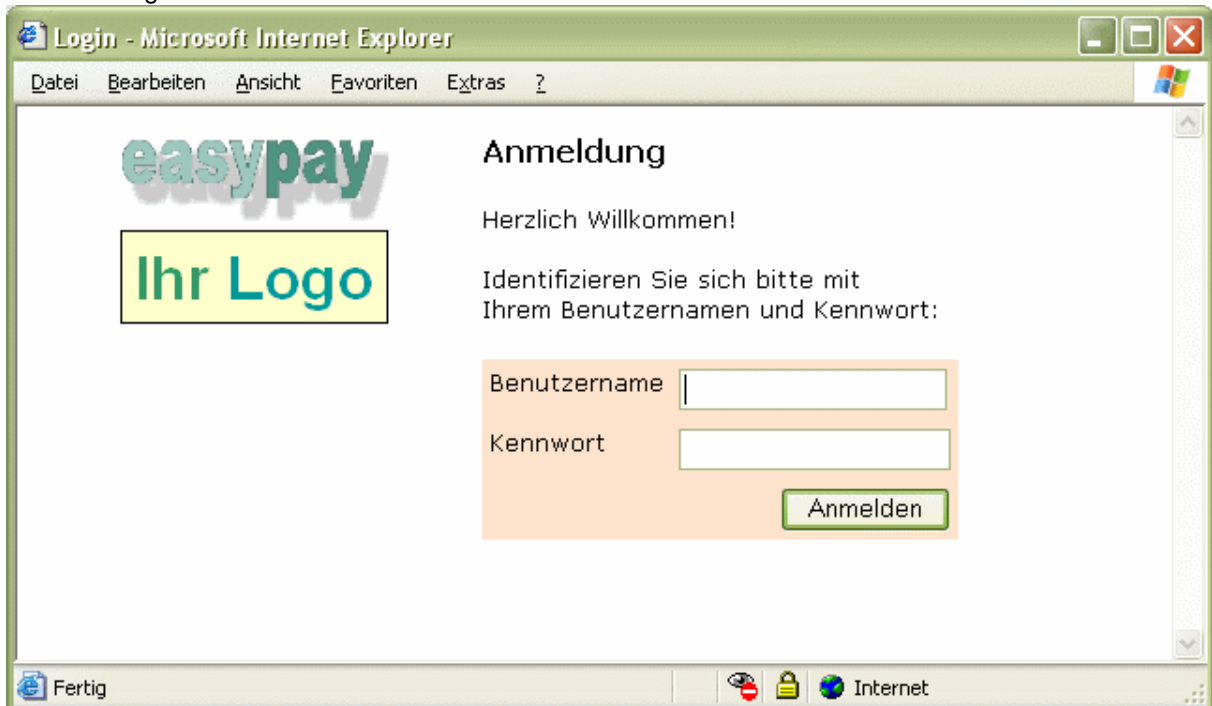 Login - Microsoft Internet Explorer
Datei Bearbeiten Ansicht Favoriten Extras ?
easypay
Ihr Logo
Anmeldung
Herzlich Willkommen!
Identifizieren Sie sich bitte mit
Ihrem Benutzernamen und Kennwort:
Benutzername
Kennwort
Anmelden
Fertig
Internet